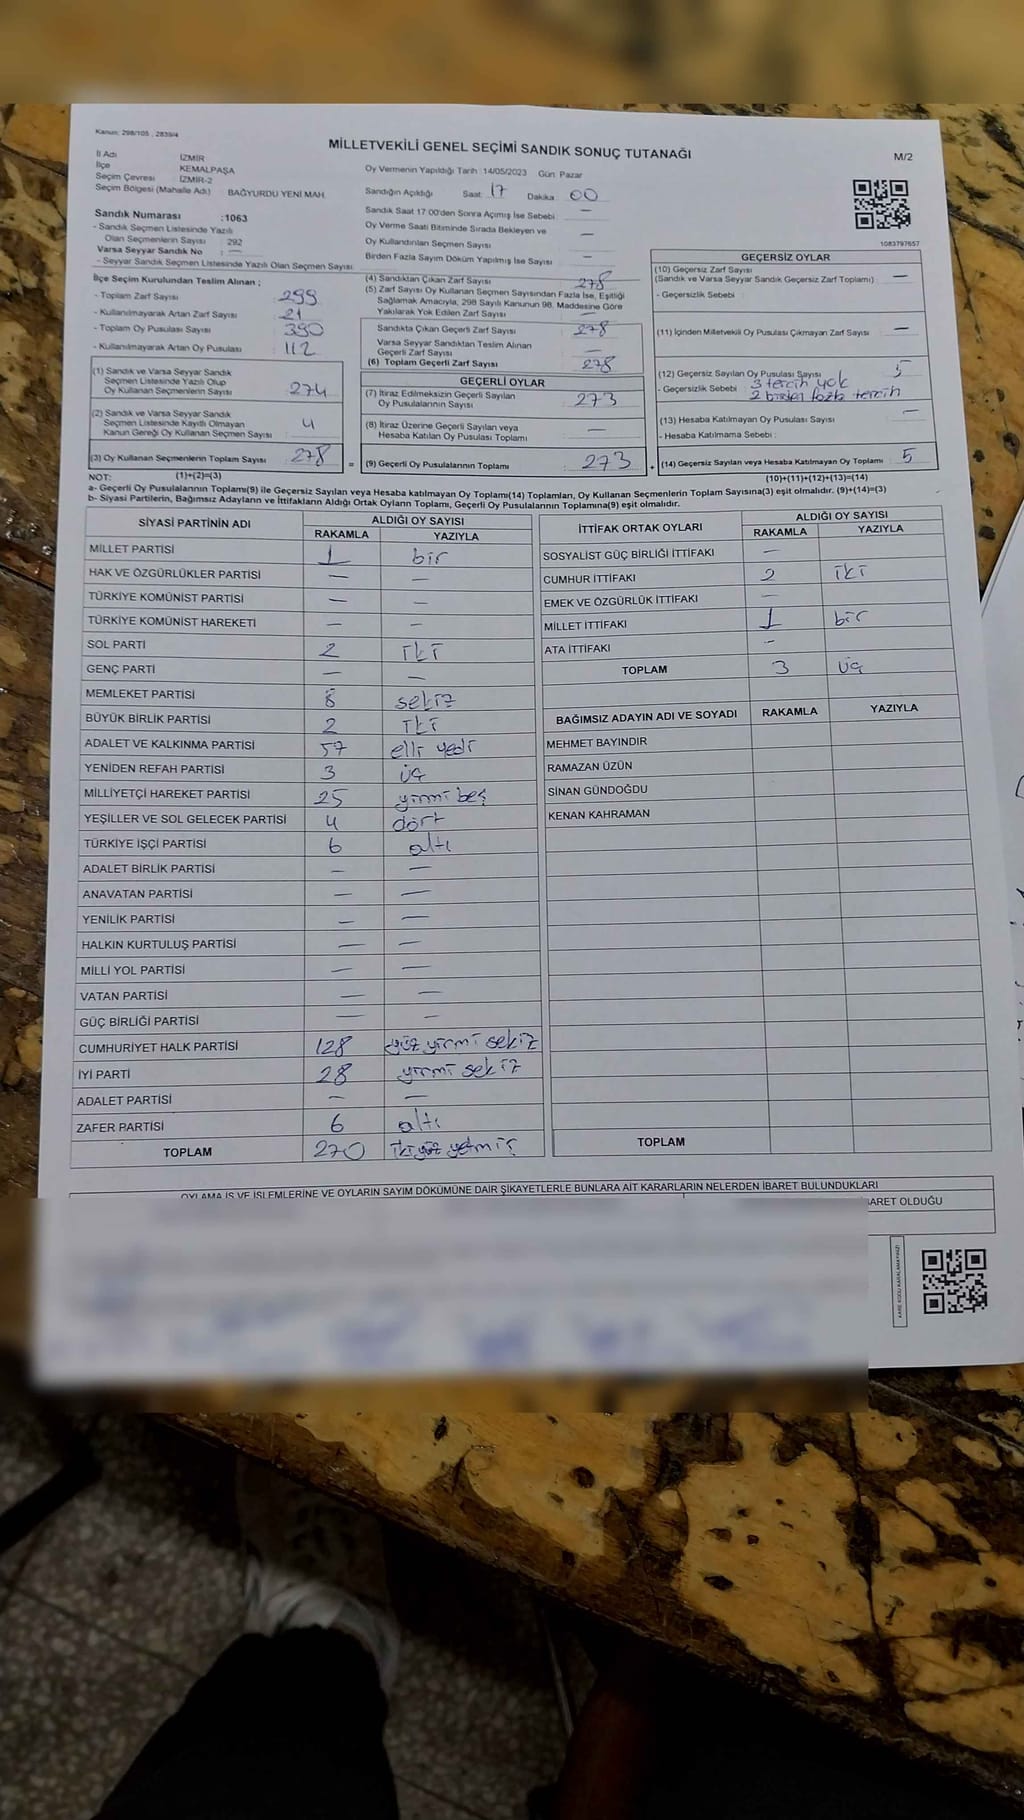 Kanun: 298/105 , 2839/4
MİLLETVEKİLİ GENEL SEÇİMİ SANDIK SONUÇ TUTANAĞI
M/2
İl Adı İZMİR
İlçe KEMALPAŞA
Seçim Çevresi İZMİR-2
Seçim Bölgesi (Mahalle Adı) BAĞYURDU YENİ MAH.
Oy Vermenin Yapıldığı Tarih :14/05/2023 Gün: Pazar
Sandığın Açıldığı Saat 17 Dakika 00
Sandık Numarası :1063
- Sandık Seçmen Listesinde Yazılı
Olan Seçmenlerin Sayısı 292
Varsa Seyyar Sandık No : —
- Seyyar Sandık Seçmen Listesinde Yazılı Olan Seçmen Sayısı
Sandık Saat 17:00'den Sonra Açılmış İse Sebebi —
Oy Verme Saati Bitiminde Sırada Bekleyen ve
Oy Kullandırılan Seçmen Sayısı —
Birden Fazla Sayım Döküm Yapılmış İse Sayısı —
1083797657
İlçe Seçim Kurulundan Teslim Alınan ;
- Toplam Zarf Sayısı 299
- Kullanılmayarak Artan Zarf Sayısı 21
- Toplam Oy Pusulası Sayısı 390
- Kullanılmayarak Artan Oy Pusulası 112
(1) Sandık ve Varsa Seyyar Sandık
Seçmen Listesinde Yazılı Olup
Oy Kullanan Seçmenlerin Sayısı 274
(2) Sandık ve Varsa Seyyar Sandık
Seçmen Listesinde Kayıtlı Olmayan
Kanun Gereği Oy Kullanan Seçmen Sayısı : 4
(3) Oy Kullanan Seçmenlerin Toplam Sayısı 278
(1)+(2)=(3)
(4) Sandıktan Çıkan Zarf Sayısı 278
(5) Zarf Sayısı Oy Kullanan Seçmen Sayısından Fazla İse, Eşitliği
Sağlamak Amacıyla, 298 Sayılı Kanunun 98. Maddesine Göre
Yakılarak Yok Edilen Zarf Sayısı —
Sandıkta Çıkan Geçerli Zarf Sayısı 278
Varsa Seyyar Sandıktan Teslim Alınan
Geçerli Zarf Sayısı —
(6) Toplam Geçerli Zarf Sayısı 278
GEÇERLİ OYLAR
(7) İtiraz Edilmeksizin Geçerli Sayılan
Oy Pusulalarının Sayısı 273
(8) İtiraz Üzerine Geçerli Sayılan veya
Hesaba Katılan Oy Pusulası Toplamı —
= (9) Geçerli Oy Pusulalarının Toplamı : 273 +
GEÇERSİZ OYLAR
(10) Geçersiz Zarf Sayısı
(Sandık ve Varsa Seyyar Sandık Geçersiz Zarf Toplamı) —
- Geçersizlik Sebebi :
(11) İçinden Milletvekili Oy Pusulası Çıkmayan Zarf Sayısı —
(12) Geçersiz Sayılan Oy Pusulası Sayısı 5
- Geçersizlik Sebebi : 3 tercih yok
2 birden fazla tercih
(13) Hesaba Katılmayan Oy Pusulası Sayısı —
- Hesaba Katılmama Sebebi :
(14) Geçersiz Sayılan veya Hesaba Katılmayan Oy Toplamı 5
(10)+(11)+(12)+(13)=(14)
NOT:
a- Geçerli Oy Pusulalarının Toplamı(9) ile Geçersiz Sayılan veya Hesaba katılmayan Oy Toplamı(14) Toplamları, Oy Kullanan Seçmenlerin Toplam Sayısına(3) eşit olmalıdır. (9)+(14)=(3)
b- Siyasi Partilerin, Bağımsız Adayların ve İttifakların Aldığı Ortak Oyların Toplamı, Geçerli Oy Pusulalarının Toplamına(9) eşit olmalıdır.
SİYASİ PARTİNİN ADI ALDIĞI OY SAYISI
RAKAMLA YAZIYLA
MİLLET PARTİSİ 1 bir
HAK VE ÖZGÜRLÜKLER PARTİSİ — —
TÜRKİYE KOMÜNİST PARTİSİ — —
TÜRKİYE KOMÜNİST HAREKETİ — —
SOL PARTİ 2 iki
GENÇ PARTİ — —
MEMLEKET PARTİSİ 8 sekiz
BÜYÜK BİRLİK PARTİSİ 2 iki
ADALET VE KALKINMA PARTİSİ 57 elli yedi
YENİDEN REFAH PARTİSİ 3 üç
MİLLİYETÇİ HAREKET PARTİSİ 25 yirmi beş
YEŞİLLER VE SOL GELECEK PARTİSİ 4 dört
TÜRKİYE İŞÇİ PARTİSİ 6 altı
ADALET BİRLİK PARTİSİ — —
ANAVATAN PARTİSİ — —
YENİLİK PARTİSİ — —
HALKIN KURTULUŞ PARTİSİ — —
MİLLİ YOL PARTİSİ — —
VATAN PARTİSİ — —
GÜÇ BİRLİĞİ PARTİSİ — —
CUMHURİYET HALK PARTİSİ 128 yüz yirmi sekiz
İYİ PARTİ 28 yirmi sekiz
ADALET PARTİSİ — —
ZAFER PARTİSİ 6 altı
TOPLAM 270 iki yüz yetmiş
İTTİFAK ORTAK OYLARI ALDIĞI OY SAYISI
RAKAMLA YAZIYLA
SOSYALİST GÜÇ BİRLİĞİ İTTİFAKI —
CUMHUR İTTİFAKI 2 iki
EMEK VE ÖZGÜRLÜK İTTİFAKI —
MİLLET İTTİFAKI 1 bir
ATA İTTİFAKI —
TOPLAM 3 üç
BAĞIMSIZ ADAYIN ADI VE SOYADI RAKAMLA YAZIYLA
MEHMET BAYINDIR
RAMAZAN ÜZÜN
SİNAN GÜNDOĞDU
KENAN KAHRAMAN
TOPLAM
OYLAMA İŞ VE İŞLEMLERİNE VE OYLARIN SAYIM DÖKÜMÜNE DAİR ŞİKAYETLERLE BUNLARA AİT KARARLARIN NELERDEN İBARET BULUNDUKLARI
İBARET OLDUĞU
KARE KODU KARALAMAYINIZ!